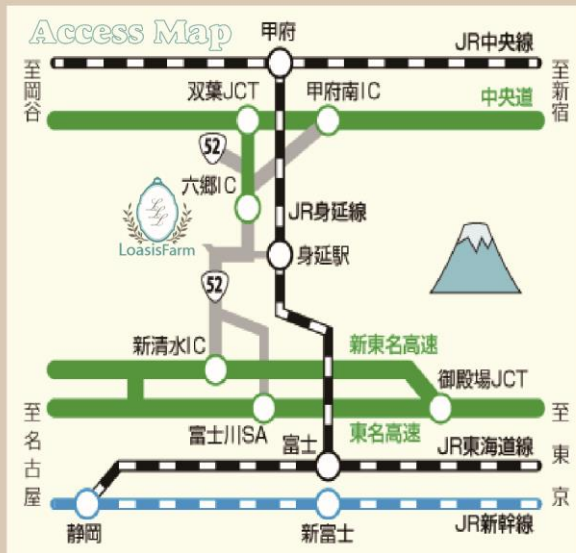 Access Map
甲府
JR中央線
至岡谷
至新宿
双葉JCT
甲府南IC
中央道
52
六郷IC
LLL
LoasisFarm
JR身延線
身延駅
52
新清水IC
新東名高速
御殿場JCT
至名古屋
至東京
富士川SA
富士
東名高速
JR東海道線
静岡
新富士
JR新幹線